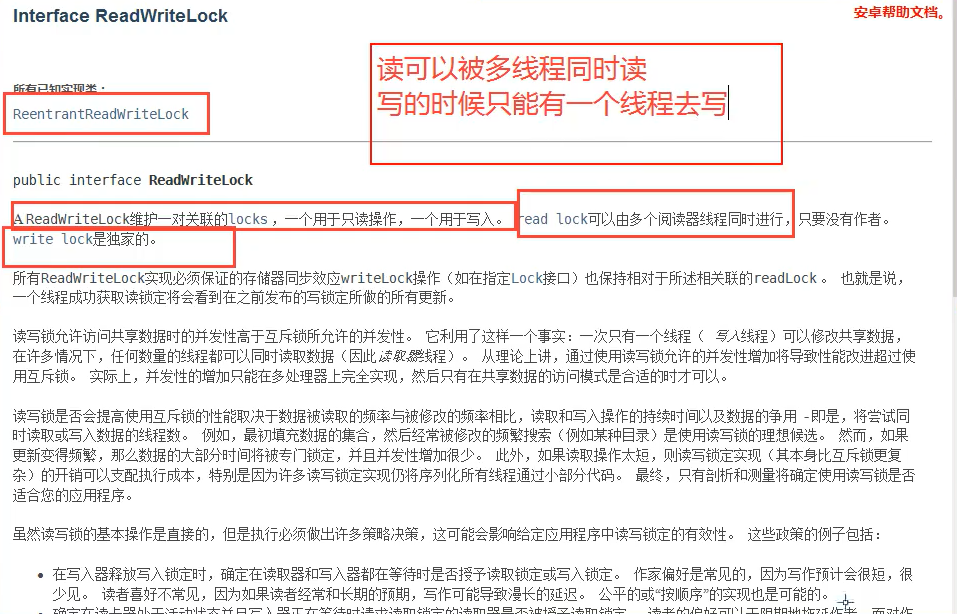 Interface ReadWriteLock
安卓帮助文档。
读可以被多线程同时读
写的时候只能有一个线程去写
所有已知实现类：
ReentrantReadWriteLock
public interface ReadWriteLock
A ReadWriteLock维护一对关联的locks，一个用于只读操作，一个用于写入。 read lock可以由多个阅读器线程同时进行，只要没有作者。
write lock是独家的。
所有ReadWriteLock实现必须保证的存储器同步效应writeLock操作（如在指定Lock接口）也保持相对于所述相关联的readLock 。 也就是说，
一个线程成功获取读锁定将会看到在之前发布的写锁定所做的所有更新。
读写锁允许访问共享数据时的并发性高于互斥锁所允许的并发性。 它利用了这样一个事实：一次只有一个线程（ 写入线程）可以修改共享数据，
在许多情况下，任何数量的线程都可以同时读取数据（因此读取器线程）。 从理论上讲，通过使用读写锁允许的并发性增加将导致性能改进超过使
用互斥锁。 实际上，并发性的增加只能在多处理器上完全实现，然后只有在共享数据的访问模式是合适的时才可以。
读写锁是否会提高使用互斥锁的性能取决于数据被读取的频率与被修改的频率相比，读取和写入操作的持续时间以及数据的争用 -即是，将尝试同
时读取或写入数据的线程数。 例如，最初填充数据的集合，然后经常被修改的频繁搜索（例如某种目录）是使用读写锁的理想候选。 然而，如果
更新变得频繁，那么数据的大部分时间将被专门锁定，并且并发性增加很少。 此外，如果读取操作太短，则读写锁定实现（其本身比互斥锁更复
杂）的开销可以支配执行成本，特别是因为许多读写锁定实现仍将序列化所有线程通过小部分代码。 最终，只有剖析和测量将确定使用读写锁是否
适合您的应用程序。
虽然读写锁的基本操作是直接的，但是执行必须做出许多策略决策，这可能会影响给定应用程序中读写锁定的有效性。 这些政策的例子包括：
• 在写入器释放写入锁定时，确定在读取器和写入器都在等待时是否授予读取锁定或写入锁定。 作家偏好是常见的，因为写作预计会很短，很
少见。 读者喜好不常见，因为如果读者经常和长期的预期，写作可能导致漫长的延迟。 公平的或“按顺序”的实现也是可能的。